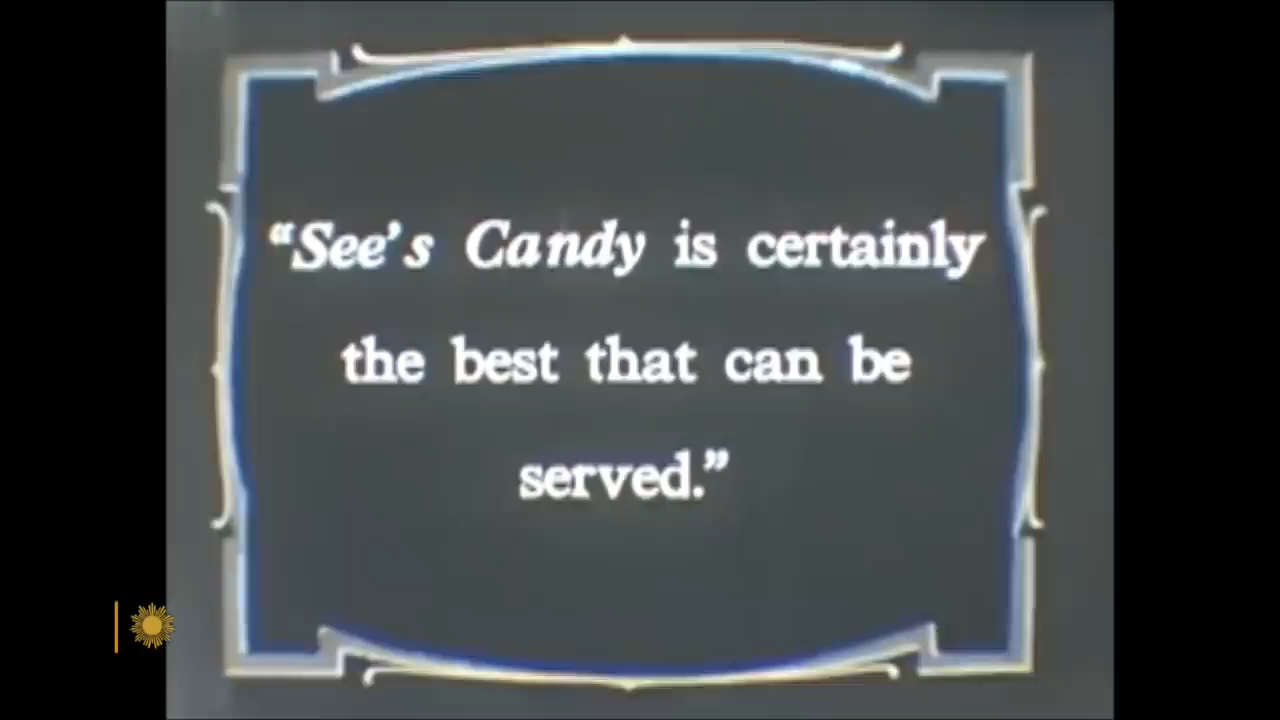 “See’s Candy is certainly
the best that can be
served.”